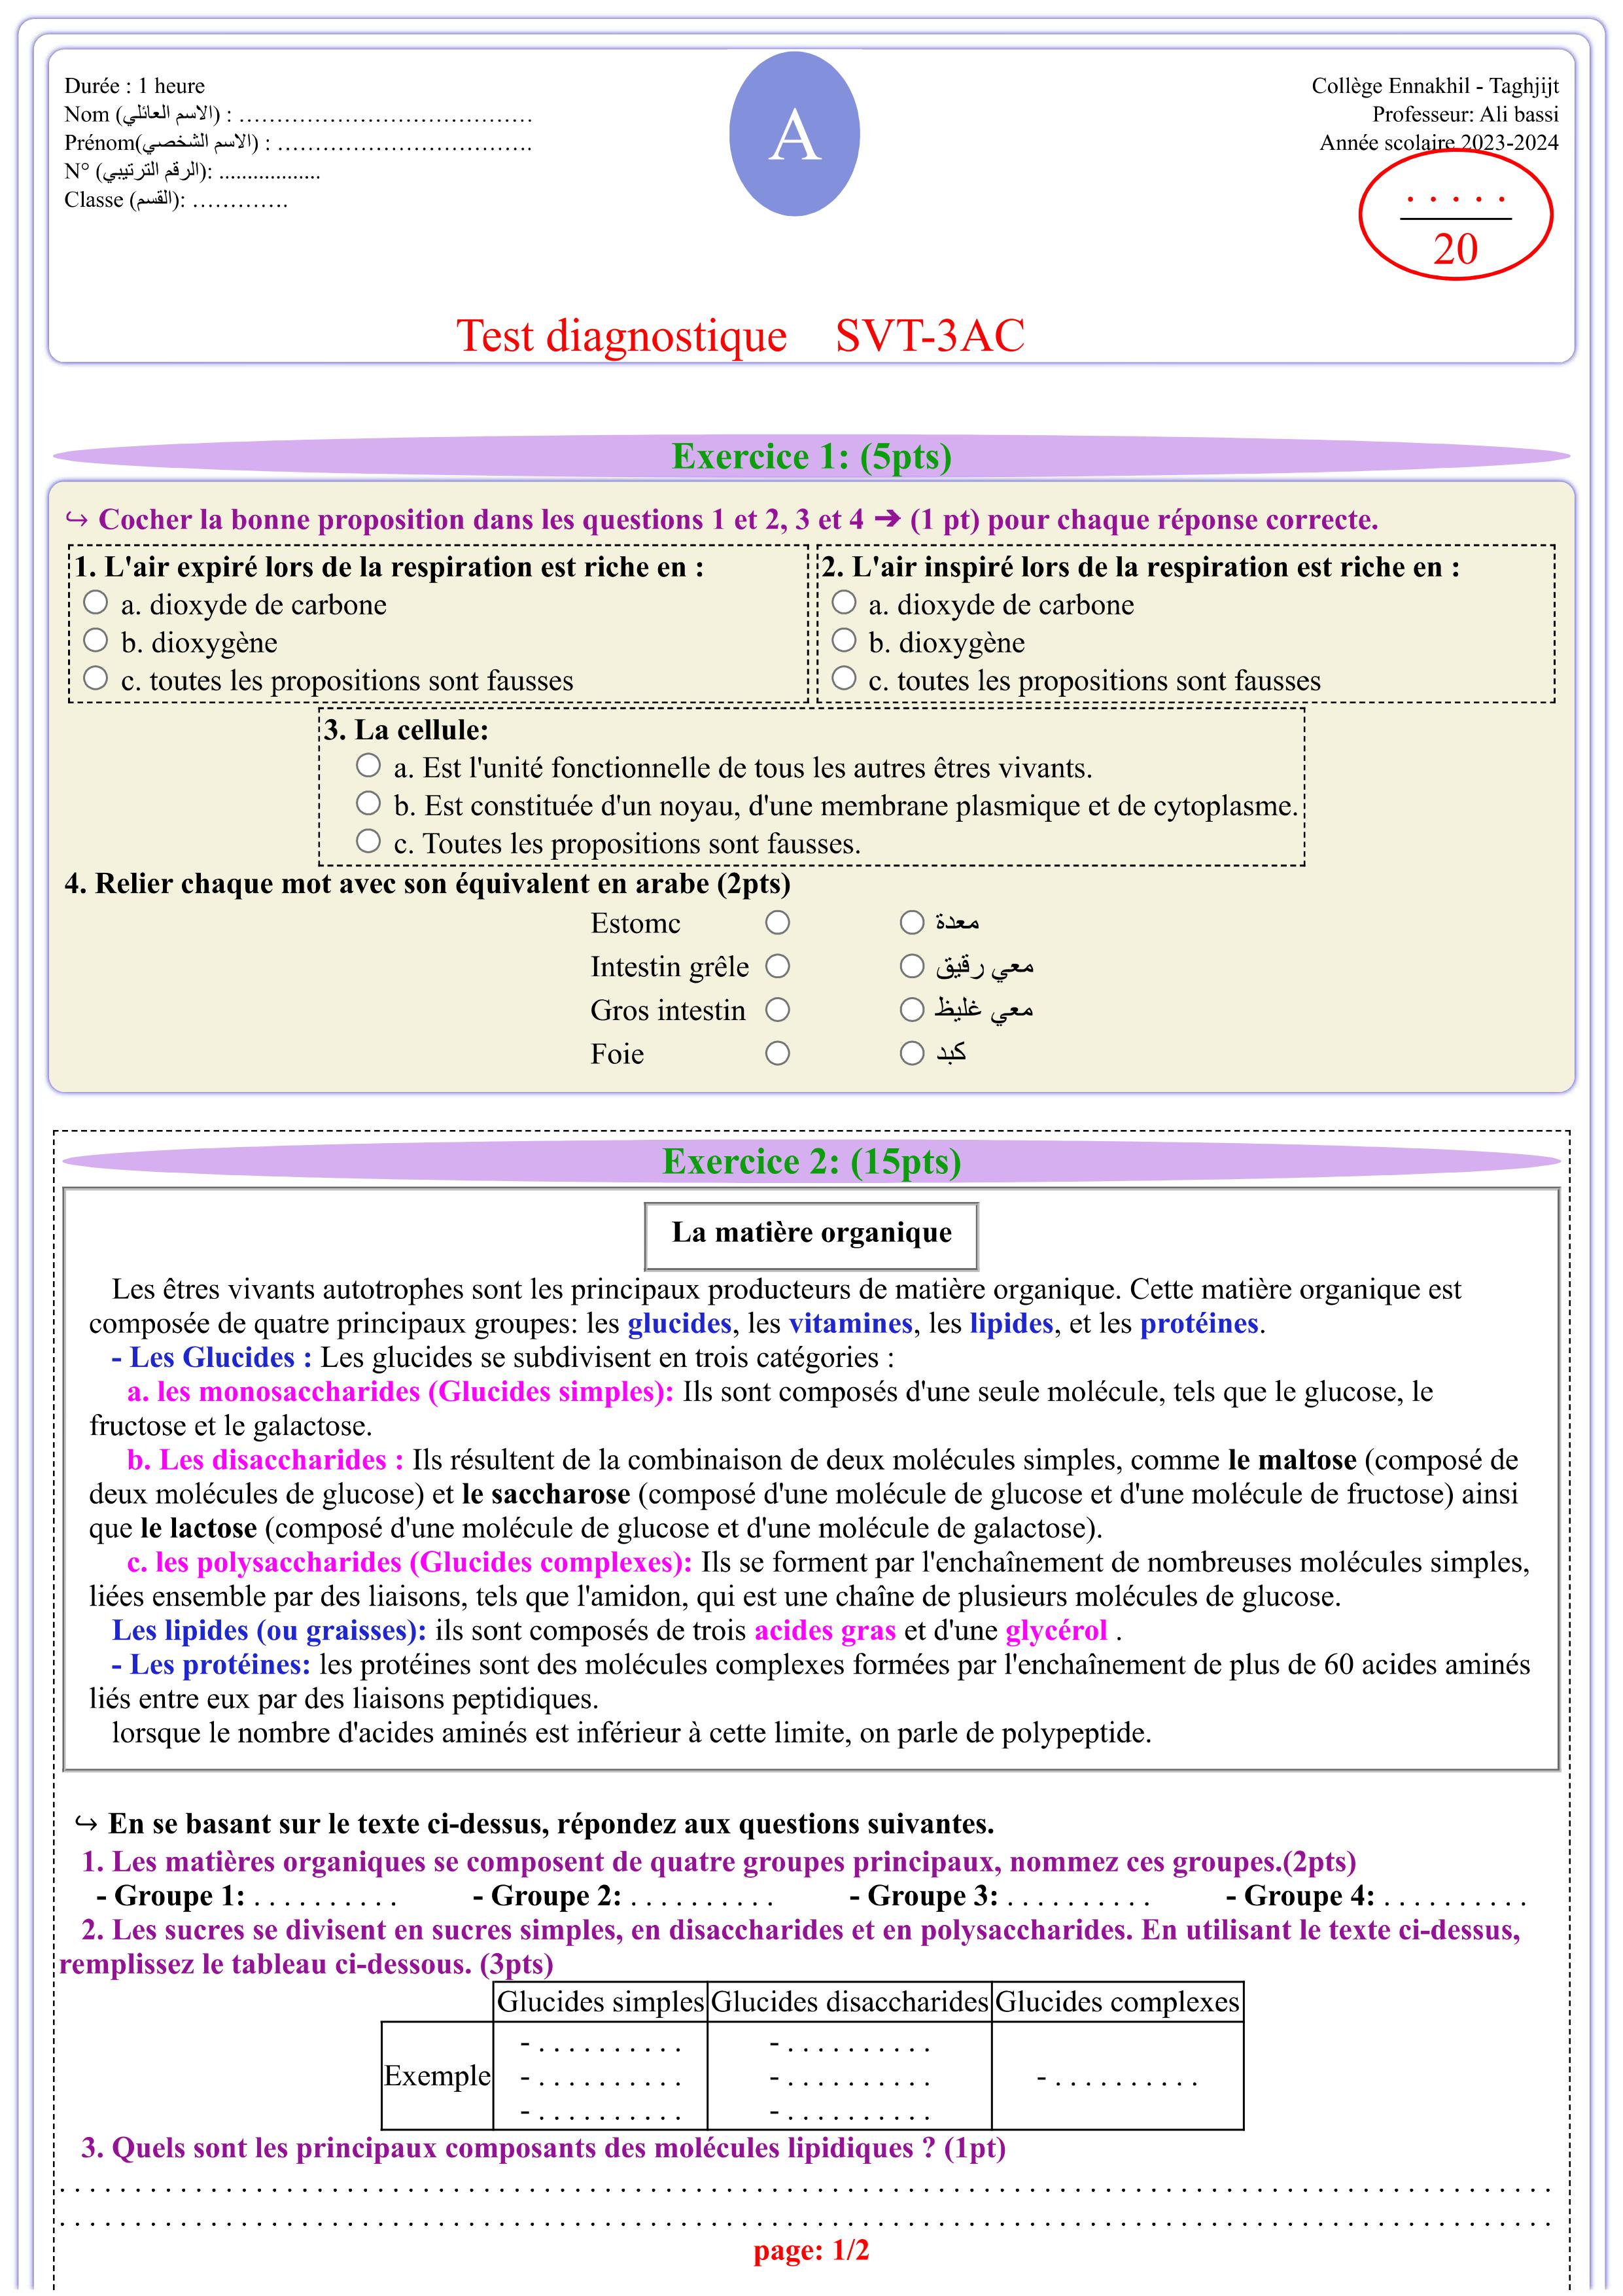 Durée : 1 heure
Nom (الاسم العائلي) : …………………………………
Prénom(الاسم الشخصي) : …………………………….
N° (الرقم الترتيبي): ..................
Classe (القسم): ………….
A
Collège Ennakhil - Taghjijt
Professeur: Ali bassi
Année scolaire 2023-2024
. . . . .
20
Test diagnostique SVT-3AC
Exercice 1: (5pts)
↪ Cocher la bonne proposition dans les questions 1 et 2, 3 et 4 ➔ (1 pt) pour chaque réponse correcte.
1. L'air expiré lors de la respiration est riche en :
a. dioxyde de carbone
b. dioxygène
c. toutes les propositions sont fausses
2. L'air inspiré lors de la respiration est riche en :
a. dioxyde de carbone
b. dioxygène
c. toutes les propositions sont fausses
3. La cellule:
a. Est l'unité fonctionnelle de tous les autres êtres vivants.
b. Est constituée d'un noyau, d'une membrane plasmique et de cytoplasme.
c. Toutes les propositions sont fausses.
4. Relier chaque mot avec son équivalent en arabe (2pts)
Estomc معدة
Intestin grêle معي رقيق
Gros intestin معي غليظ
Foie كبد
Exercice 2: (15pts)
La matière organique
Les êtres vivants autotrophes sont les principaux producteurs de matière organique. Cette matière organique est
composée de quatre principaux groupes: les glucides, les vitamines, les lipides, et les protéines.
- Les Glucides : Les glucides se subdivisent en trois catégories :
a. les monosaccharides (Glucides simples): Ils sont composés d'une seule molécule, tels que le glucose, le
fructose et le galactose.
b. Les disaccharides : Ils résultent de la combinaison de deux molécules simples, comme le maltose (composé de
deux molécules de glucose) et le saccharose (composé d'une molécule de glucose et d'une molécule de fructose) ainsi
que le lactose (composé d'une molécule de glucose et d'une molécule de galactose).
c. les polysaccharides (Glucides complexes): Ils se forment par l'enchaînement de nombreuses molécules simples,
liées ensemble par des liaisons, tels que l'amidon, qui est une chaîne de plusieurs molécules de glucose.
Les lipides (ou graisses): ils sont composés de trois acides gras et d'une glycérol .
- Les protéines: les protéines sont des molécules complexes formées par l'enchaînement de plus de 60 acides aminés
liés entre eux par des liaisons peptidiques.
lorsque le nombre d'acides aminés est inférieur à cette limite, on parle de polypeptide.
↪ En se basant sur le texte ci-dessus, répondez aux questions suivantes.
1. Les matières organiques se composent de quatre groupes principaux, nommez ces groupes.(2pts)
- Groupe 1: . . . . . . . . . . - Groupe 2: . . . . . . . . . . - Groupe 3: . . . . . . . . . . - Groupe 4: . . . . . . . . . .
2. Les sucres se divisent en sucres simples, en disaccharides et en polysaccharides. En utilisant le texte ci-dessus,
remplissez le tableau ci-dessous. (3pts)
Glucides simples Glucides disaccharides Glucides complexes
- . . . . . . . . . . - . . . . . . . . . .
Exemple - . . . . . . . . . . - . . . . . . . . . . - . . . . . . . . . .
- . . . . . . . . . . - . . . . . . . . . .
3. Quels sont les principaux composants des molécules lipidiques ? (1pt)
. . . . . . . . . . . . . . . . . . . . . . . . . . . . . . . . . . . . . . . . . . . . . . . . . . . . . . . . . . . . . . . . . . . . . . . . . . . . . . . . . . . . . . . . . . . . . . . . . . .
. . . . . . . . . . . . . . . . . . . . . . . . . . . . . . . . . . . . . . . . . . . . . . . . . . . . . . . . . . . . . . . . . . . . . . . . . . . . . . . . . . . . . . . . . . . . . . . . . . .
page: 1/2